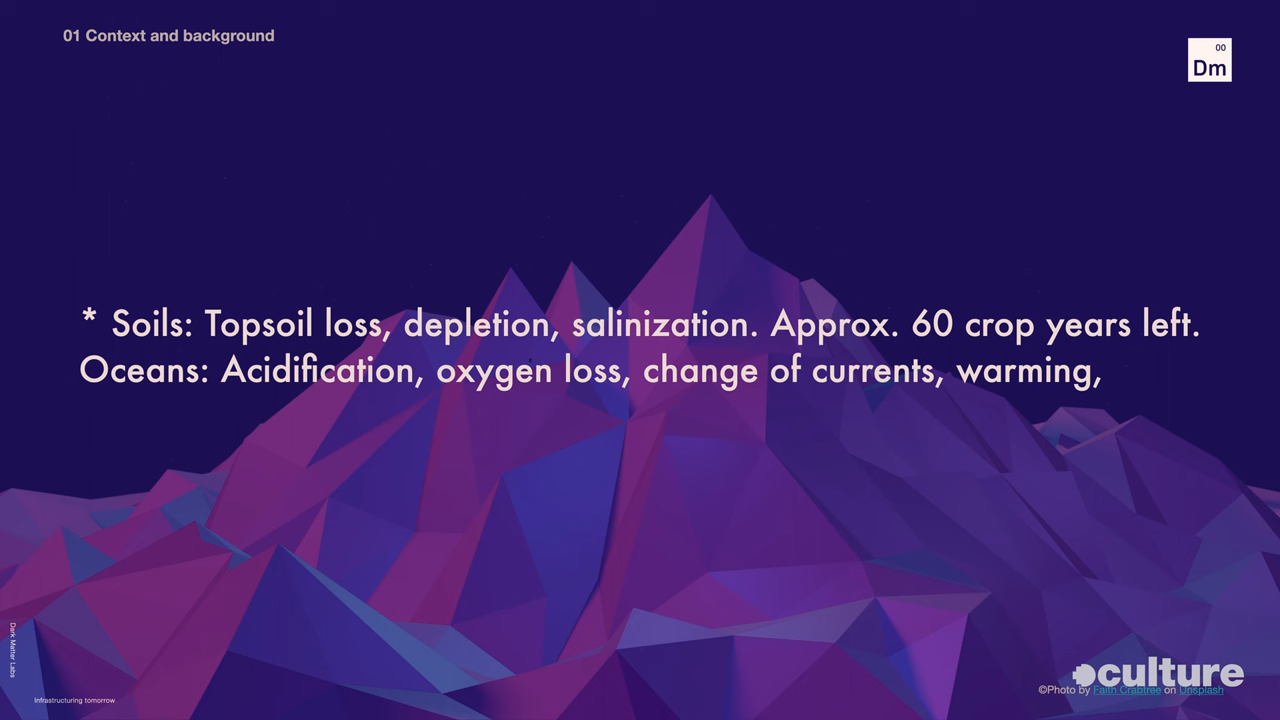 01 Context and background
00
Dm
* Soils: Topsoil loss, depletion, salinization. Approx. 60 crop years left.
Oceans: Acidification, oxygen loss, change of currents, warming,
Dark Matter Labs
Infrastructuring tomorrow
culture
©Photo by Faith Crabtree on Unsplash